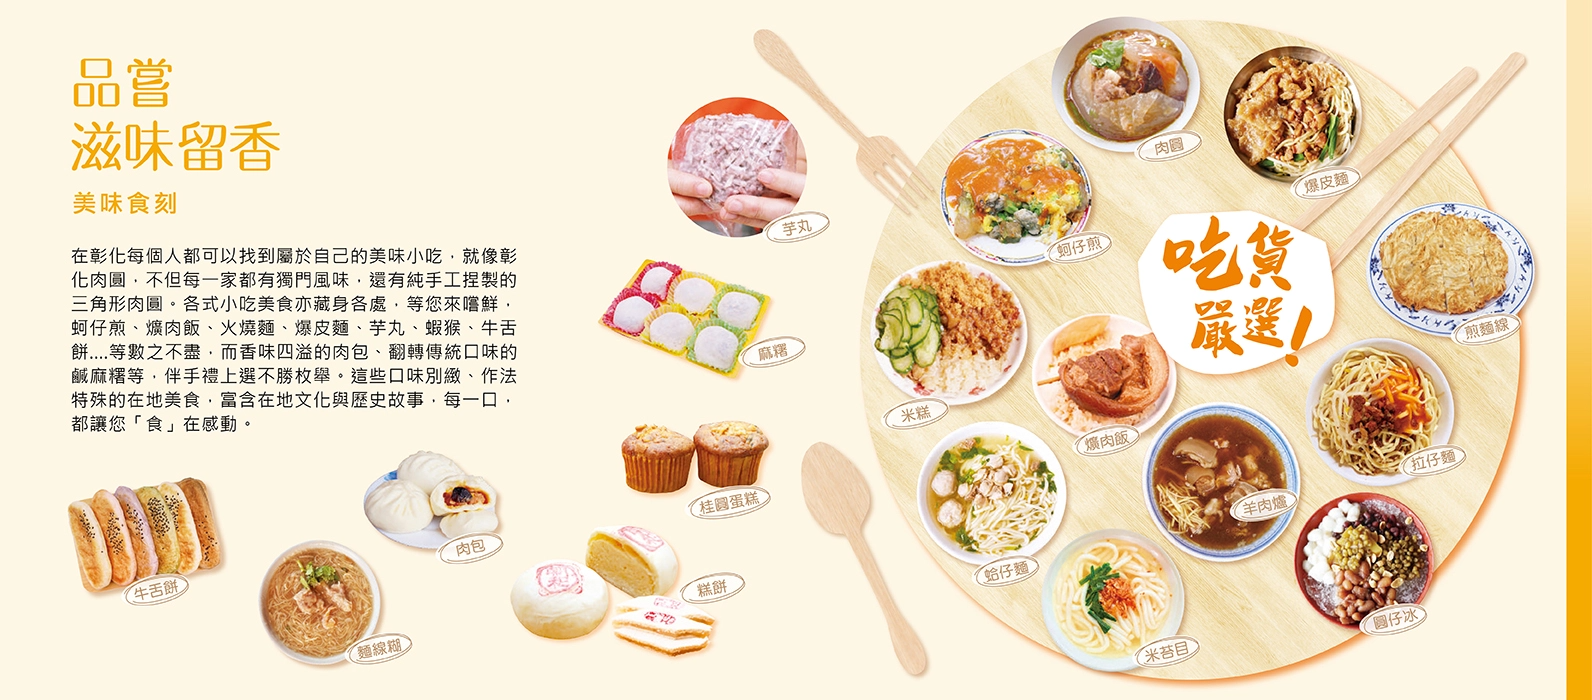 品嘗
滋味留香
美味食刻
在彰化每個人都可以找到屬於自己的美味小吃，就像彰
化肉圓，不但每一家都有獨門風味，還有純手工捏製的
三角形肉圓。各式小吃美食亦藏身各處，等您來嚐鮮，
蚵仔煎、爌肉飯、火燒麵、爆皮麵、芋丸、蝦猴、牛舌
餅....等數之不盡，而香味四溢的肉包、翻轉傳統口味的
鹹麻糬等，伴手禮上選不勝枚舉。這些口味別緻、作法
特殊的在地美食，富含在地文化與歷史故事，每一口，
都讓您「食」在感動。
牛舌餅
麵線糊
肉包
糕餅
桂圓蛋糕
麻糬
芋丸
吃貨
嚴選!
肉圓
爆皮麵
蚵仔煎
煎麵線
米糕
爌肉飯
拉仔麵
羊肉爐
蛤仔麵
米苔目
圓仔冰